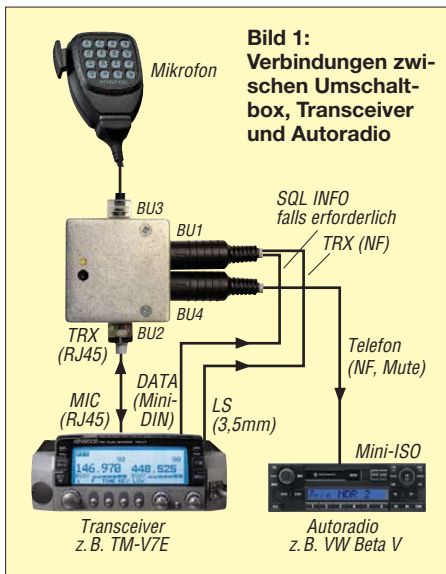 Bild 1:
Verbindungen zwi-
schen Umschalt-
box, Transceiver
und Autoradio
Mikrofon
KENWOOD
BU3
SQL INFO
falls erforderlich
BU1
TRX (NF)
BU4
TRX
(RJ45)
BU2
MIC
(RJ45)
DATA
(Mini-
DIN)
LS
(3,5mm)
Telefon
(NF, Mute)
Mini-ISO
KENWOOD
146.970 448.525
NDR 2
Transceiver
z. B. TM-V7E
Autoradio
z. B. VW Beta V